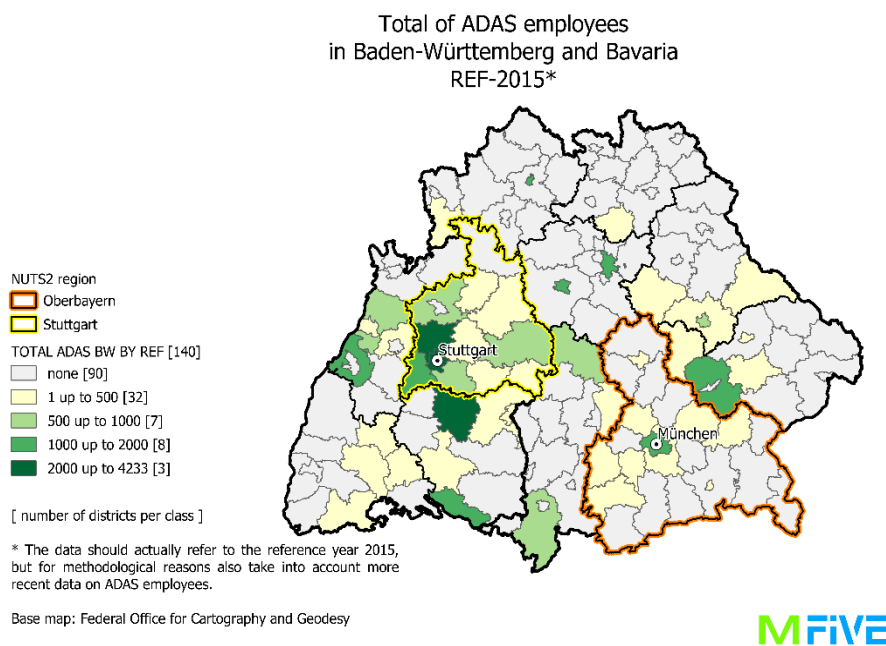 Total of ADAS employees
in Baden-Württemberg and Bavaria
REF-2015*
NUTS2 region
Oberbayern
Stuttgart
TOTAL ADAS BW BY REF [140]
none [90]
1 up to 500 [32]
500 up to 1000 [7]
1000 up to 2000 [8]
2000 up to 4233 [3]
[ number of districts per class ]
* The data should actually refer to the reference year 2015,
but for methodological reasons also take into account more
recent data on ADAS employees.
Base map: Federal Office for Cartography and Geodesy
Stuttgart
München
MFiVE